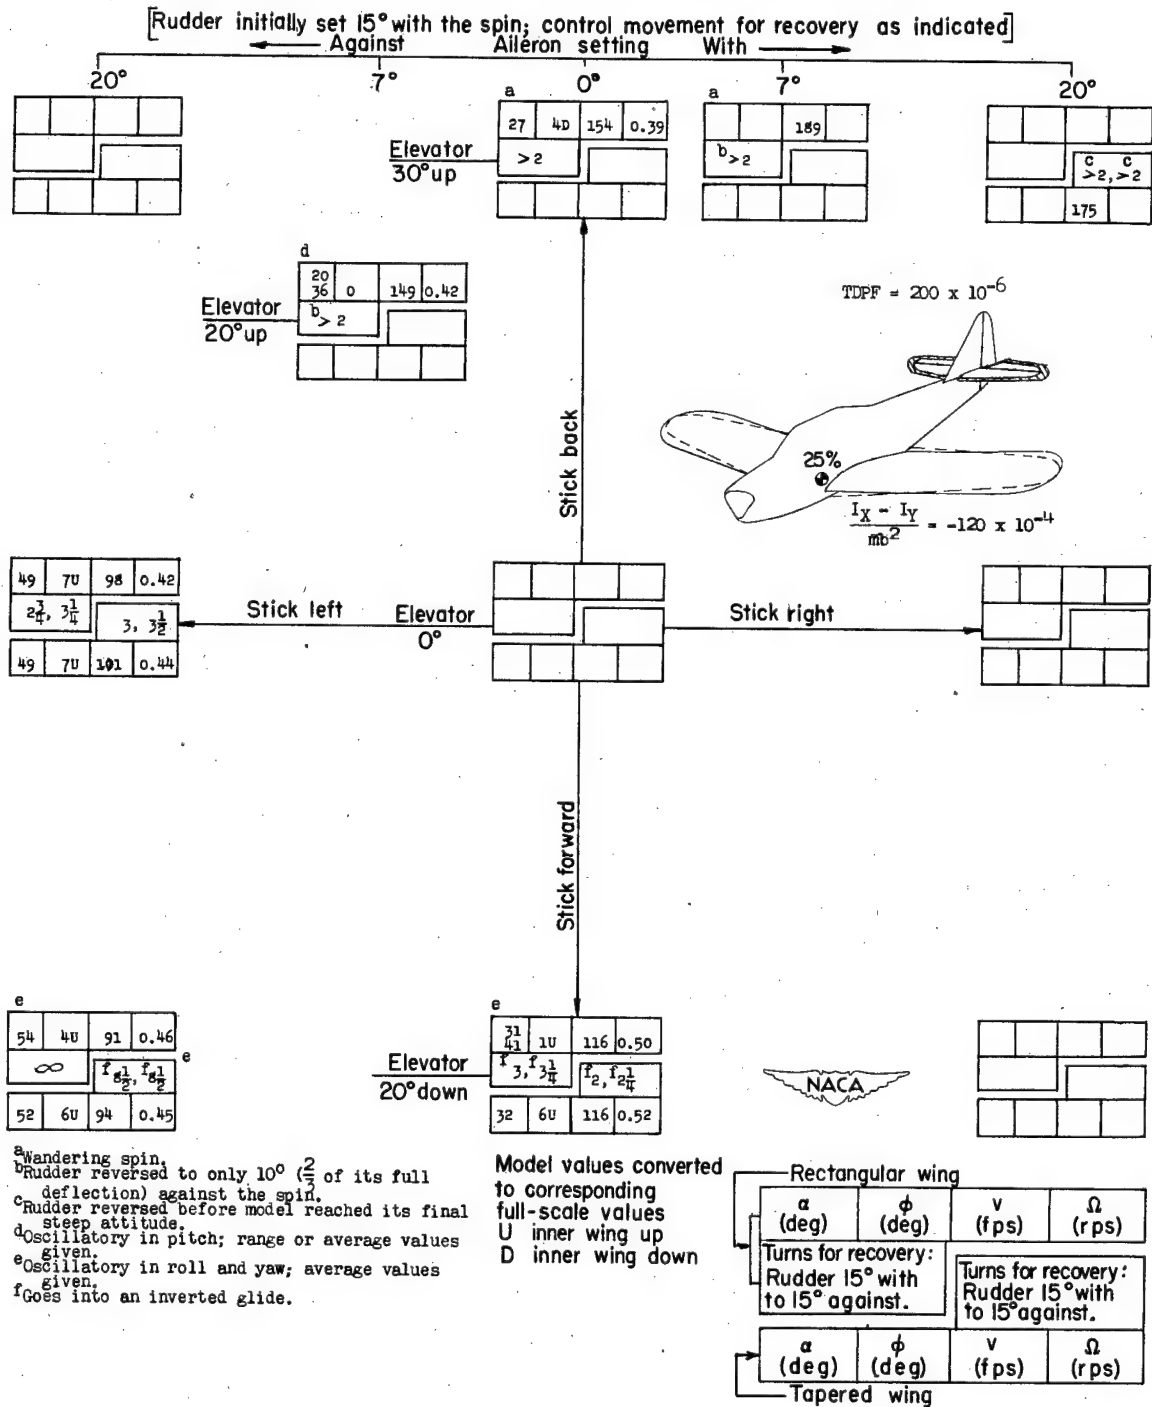 [Rudder initially set 15° with the spin; control movement for recovery as indicated]
Against Aileron setting With
20° 7° 0° 7° 20°
a
27 4D 154 0.39
>2
Elevator
30° up
a
189
b >2
c >2, c >2
175
d
20
36 0 149 0.42
b > 2
Elevator
20° up
TDPF = 200 x 10-6
25%
IX - IY
mb2 = -120 x 10-4
Stick back
49 7U 98 0.42
2 3/4, 3 1/4
3, 3 1/2
49 7U 101 0.44
Stick left
Elevator
0°
Stick right
Stick forward
e
54 4U 91 0.46
∞
f 8 1/2, f 8 1/2
e
52 6U 94 0.45
Elevator
20° down
e
31
41 1U 116 0.50
f 3, f 3 1/4
f 2, f 2 1/4
32 6U 116 0.52
NACA
a Wandering spin.
b Rudder reversed to only 10° (2/3 of its full
deflection) against the spin.
c Rudder reversed before model reached its final
steep attitude.
d Oscillatory in pitch; range or average values
given.
e Oscillatory in roll and yaw; average values
given.
f Goes into an inverted glide.
Model values converted
to corresponding
full-scale values
U inner wing up
D inner wing down
Rectangular wing
α (deg) ϕ (deg) V (fps) Ω (rps)
Turns for recovery:
Rudder 15° with
to 15° against.
Turns for recovery:
Rudder 15° with
to 15° against.
α (deg) ϕ (deg) V (fps) Ω (rps)
Tapered wing